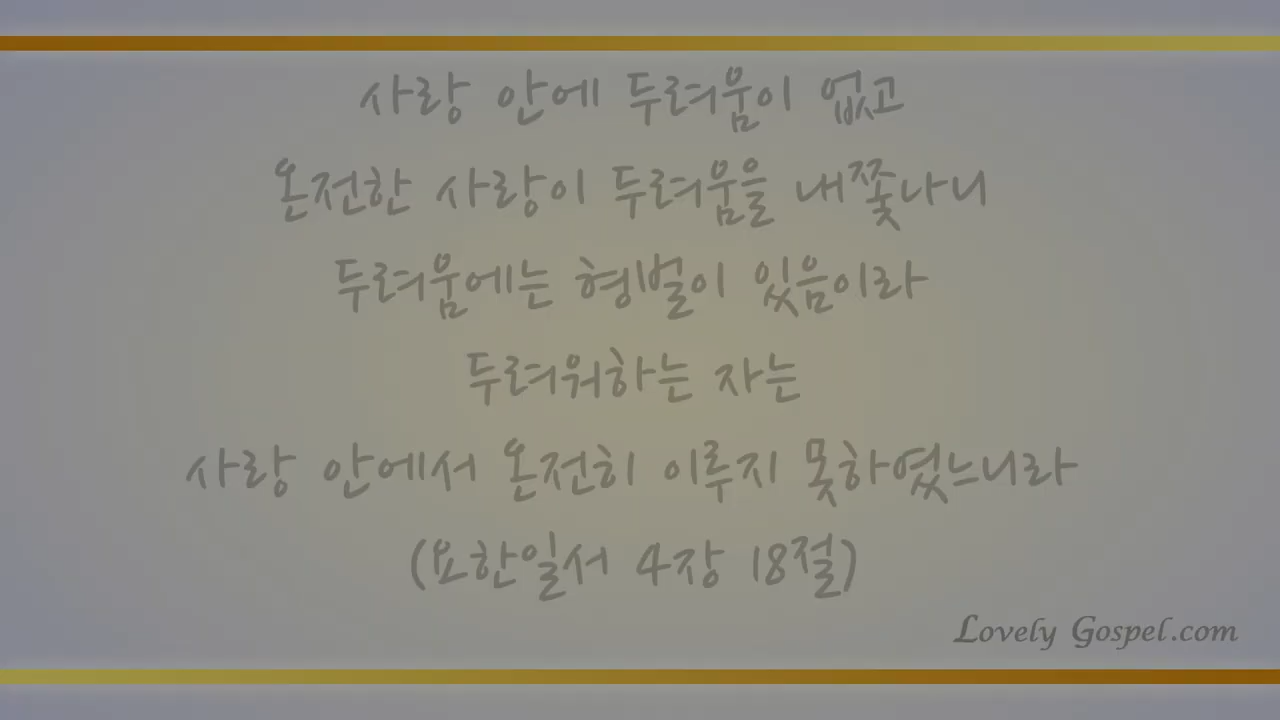 사랑 안에 두려움이 없고
온전한 사랑이 두려움을 내쫓나니
두려움에는 형벌이 있음이라
두려워하는 자는
사랑 안에서 온전히 이루지 못하였느니라
(요한일서 4장 18절)
Lovely Gospel.com